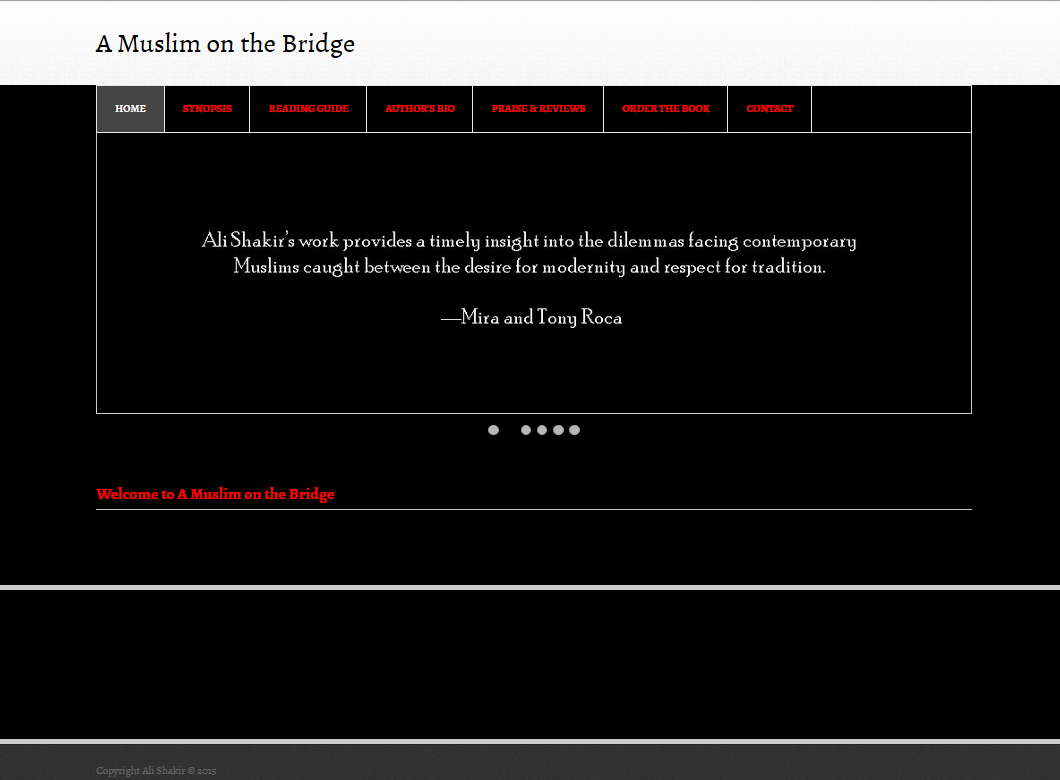 A Muslim on the Bridge
HOME SYNOPSIS READING GUIDE AUTHOR'S BIO PRAISE & REVIEWS ORDER THE BOOK CONTACT
Ali Shakir's work provides a timely insight into the dilemmas facing contemporary
Muslims caught between the desire for modernity and respect for tradition.
—Mira and Tony Roca
Welcome to A Muslim on the Bridge
Copyright Ali Shakir © 2015